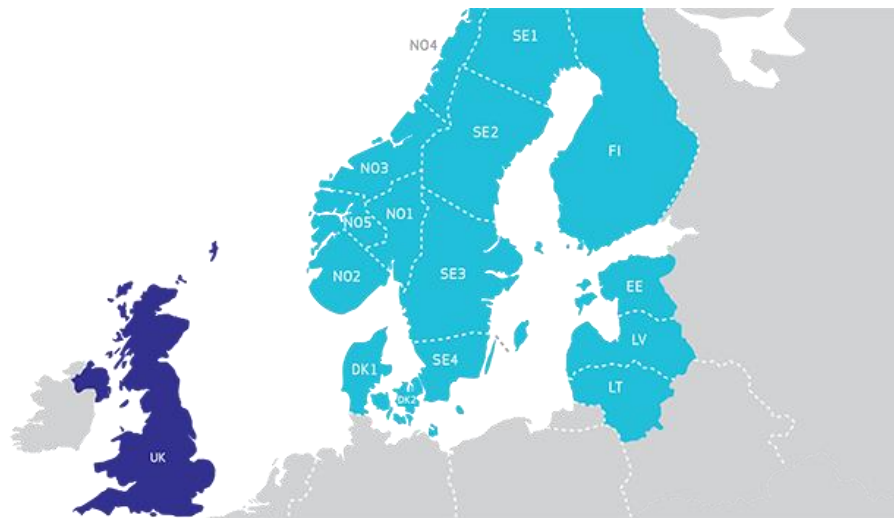 SE1
NO4
SE2
FI
NO3
NO1
NO5
NO2
SE3
EE
LV
SE4
DK1
LT
DK2
UK